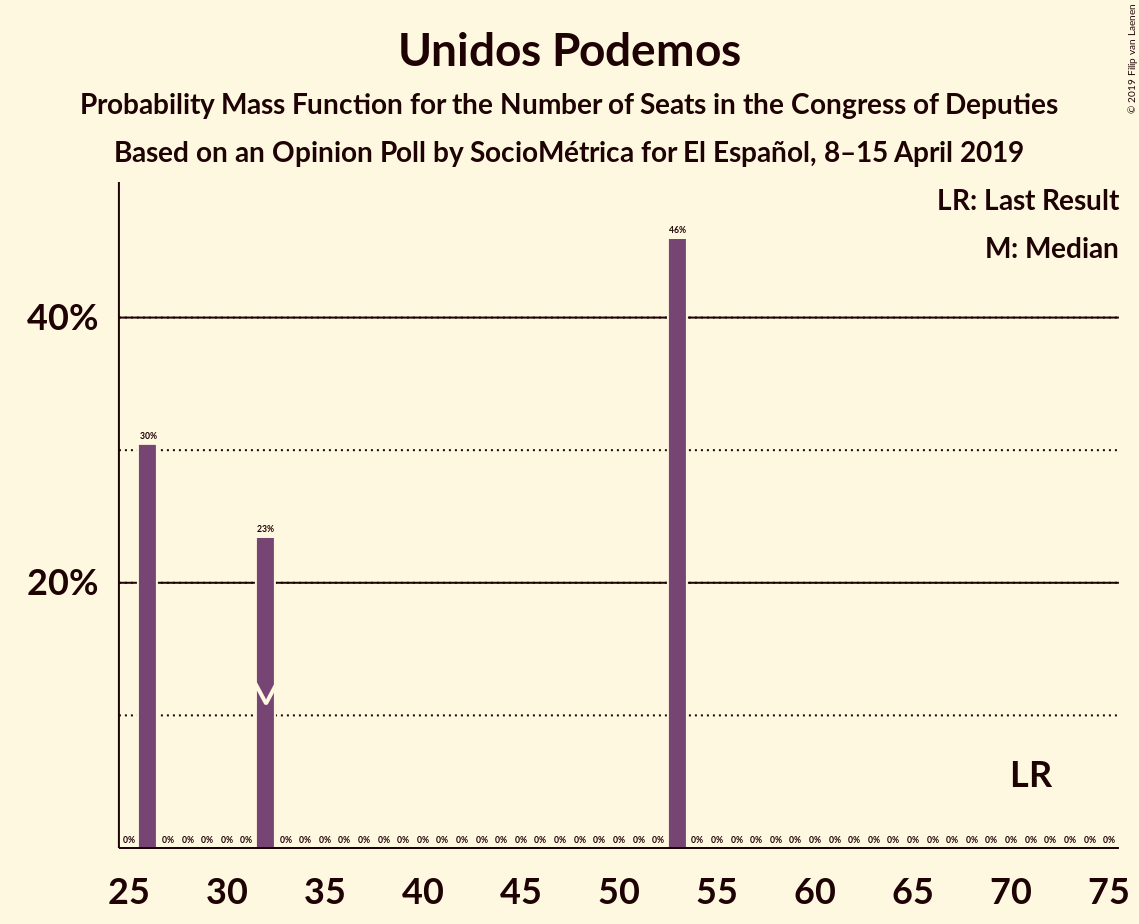 Unidos Podemos
Probability Mass Function for the Number of Seats in the Congress of Deputies
Based on an Opinion Poll by SocioMétrica for El Español, 8–15 April 2019
© 2019 Filip van Laenen
LR: Last Result
M: Median
46%
40%
30%
23%
20%
M
LR
0% 0% 0% 0% 0% 0% 0% 0% 0% 0% 0% 0% 0% 0% 0% 0% 0% 0% 0% 0% 0% 0% 0% 0% 0% 0% 0% 0% 0% 0% 0% 0% 0% 0% 0% 0% 0% 0% 0% 0% 0% 0% 0% 0% 0% 0% 0% 0%
25 30 35 40 45 50 55 60 65 70 75